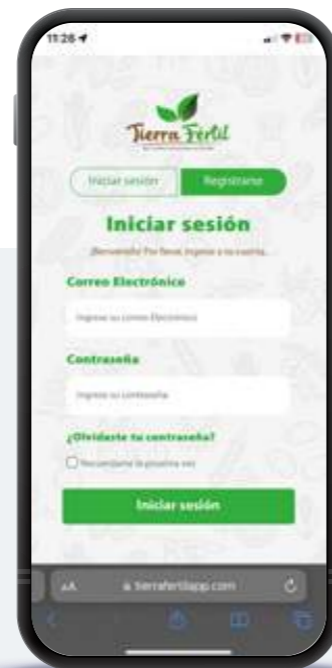 11:26
Tierra Fértil
Iniciar sesión
Registrarse
Iniciar sesión
¡Bienvenido! Por favor, ingrese a su cuenta.
Correo Electrónico
Ingrese su correo Electrónico
Contraseña
Ingrese su contraseña
¿Olvidaste tu contraseña?
Recuérdame la próxima vez
Iniciar sesión
AA
tierrafertilapp.com